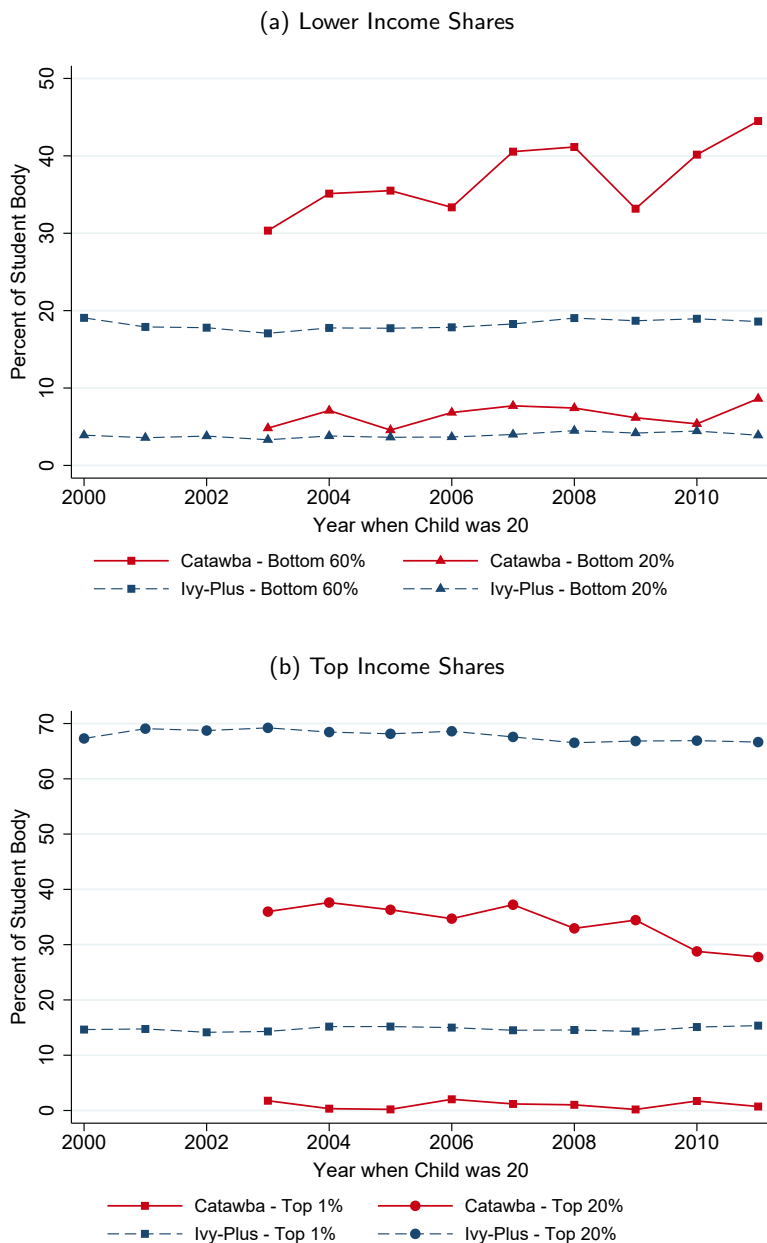 (a) Lower Income Shares
50
40
30
20
10
0
Percent of Student Body
2000 2002 2004 2006 2008 2010
Year when Child was 20
Catawba - Bottom 60% Catawba - Bottom 20%
Ivy-Plus - Bottom 60% Ivy-Plus - Bottom 20%
(b) Top Income Shares
70
60
50
40
30
20
10
0
Percent of Student Body
2000 2002 2004 2006 2008 2010
Year when Child was 20
Catawba - Top 1% Catawba - Top 20%
Ivy-Plus - Top 1% Ivy-Plus - Top 20%